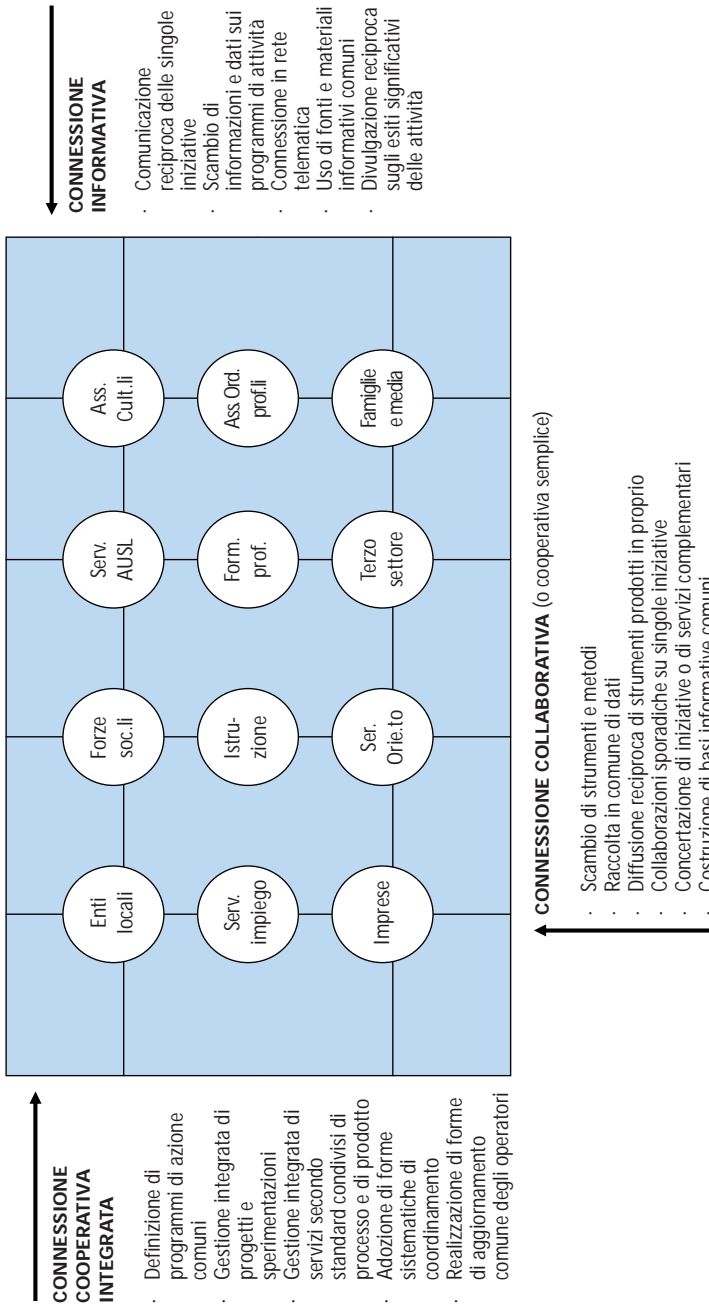 CONNESSIONE
COOPERATIVA
INTEGRATA
· Definizione di
programmi di azione
comuni
· Gestione integrata di
progetti e
sperimentazioni
· Gestione integrata di
servizi secondo
standard condivisi di
processo e di prodotto
· Adozione di forme
sistematiche di
coordinamento
· Realizzazione di forme
di aggiornamento
comune degli operatori
Enti
locali
Forze
soc.li
Serv.
AUSL
Ass.
Cult.li
Serv.
impiego
Istru-
zione
Form.
prof.
Ass.Ord.
prof.li
Imprese
Ser.
Orie.to
Terzo
settore
Famiglie
e media
CONNESSIONE
INFORMATIVA
· Comunicazione
reciproca delle singole
iniziative
· Scambio di
informazioni e dati sui
programmi di attività
· Connessione in rete
telematica
· Uso di fonti e materiali
informativi comuni
· Divulgazione reciproca
sugli esiti significativi
delle attività
CONNESSIONE COLLABORATIVA (o cooperativa semplice)
· Scambio di strumenti e metodi
· Raccolta in comune di dati
· Diffusione reciproca di strumenti prodotti in proprio
· Collaborazioni sporadiche su singole iniziative
· Concertazione di iniziative o di servizi complementari
· Costruzione di basi informative comuni